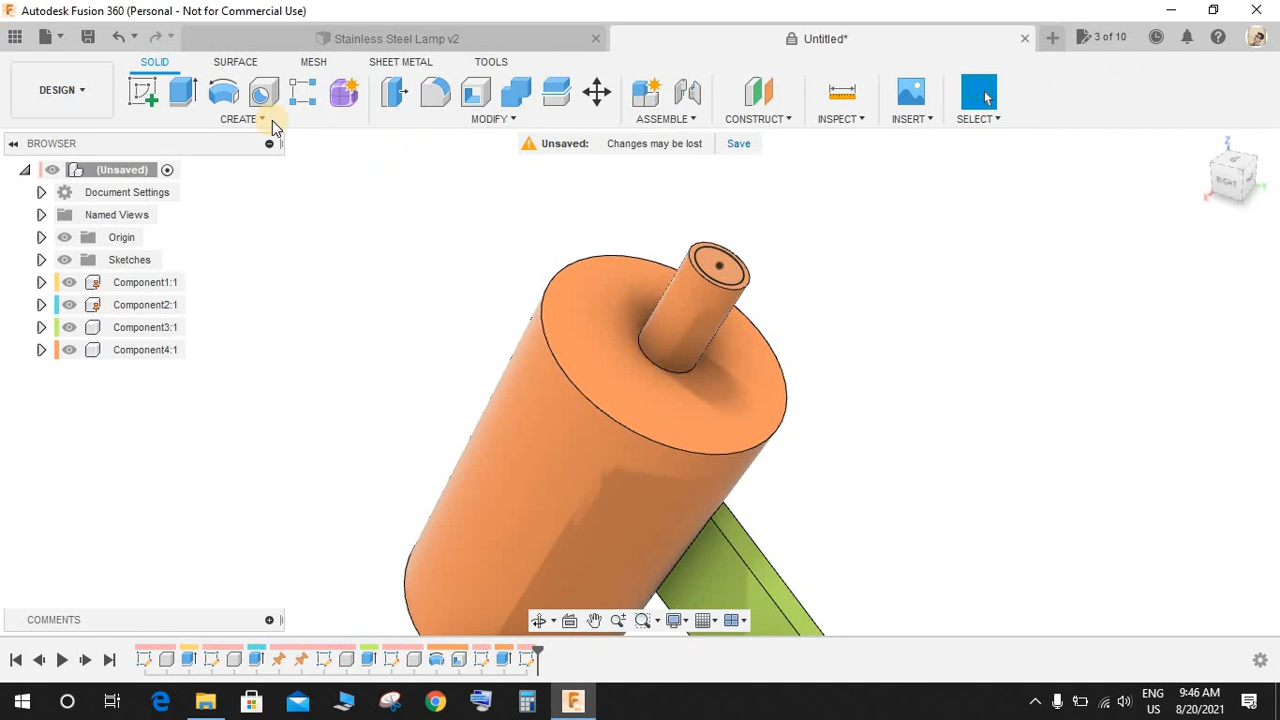 Autodesk Fusion 360 (Personal - Not for Commercial Use)
Stainless Steel Lamp v2
Untitled*
3 of 10
DESIGN
SOLID
SURFACE
MESH
SHEET METAL
TOOLS
CREATE
MODIFY
ASSEMBLE
CONSTRUCT
INSPECT
INSERT
SELECT
BROWSER
Unsaved: Changes may be lost Save
(Unsaved)
Document Settings
Named Views
Origin
Sketches
Component1:1
Component2:1
Component3:1
Component4:1
Z
RIGHT
X
Y
COMMENTS
ENG
US
9:46 AM
8/20/2021